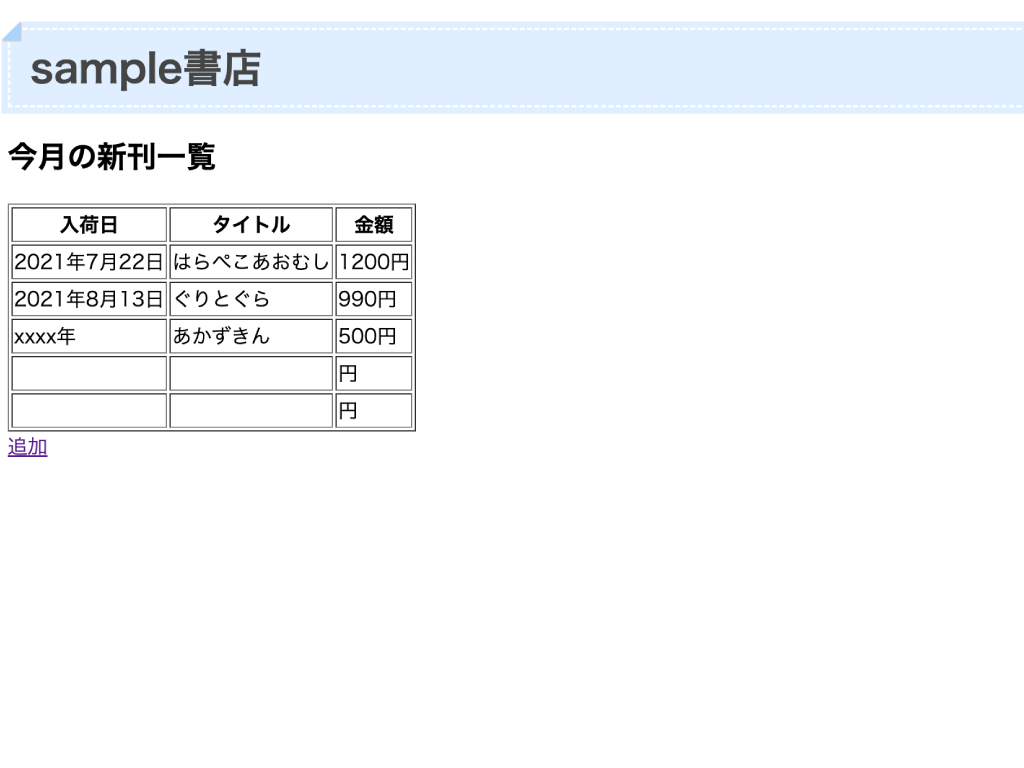 sample書店
今月の新刊一覧
入荷日 タイトル 金額
2021年7月22日 はらぺこあおむし 1200円
2021年8月13日 ぐりとぐら 990円
xxxx年 あかずきん 500円
円
円
追加